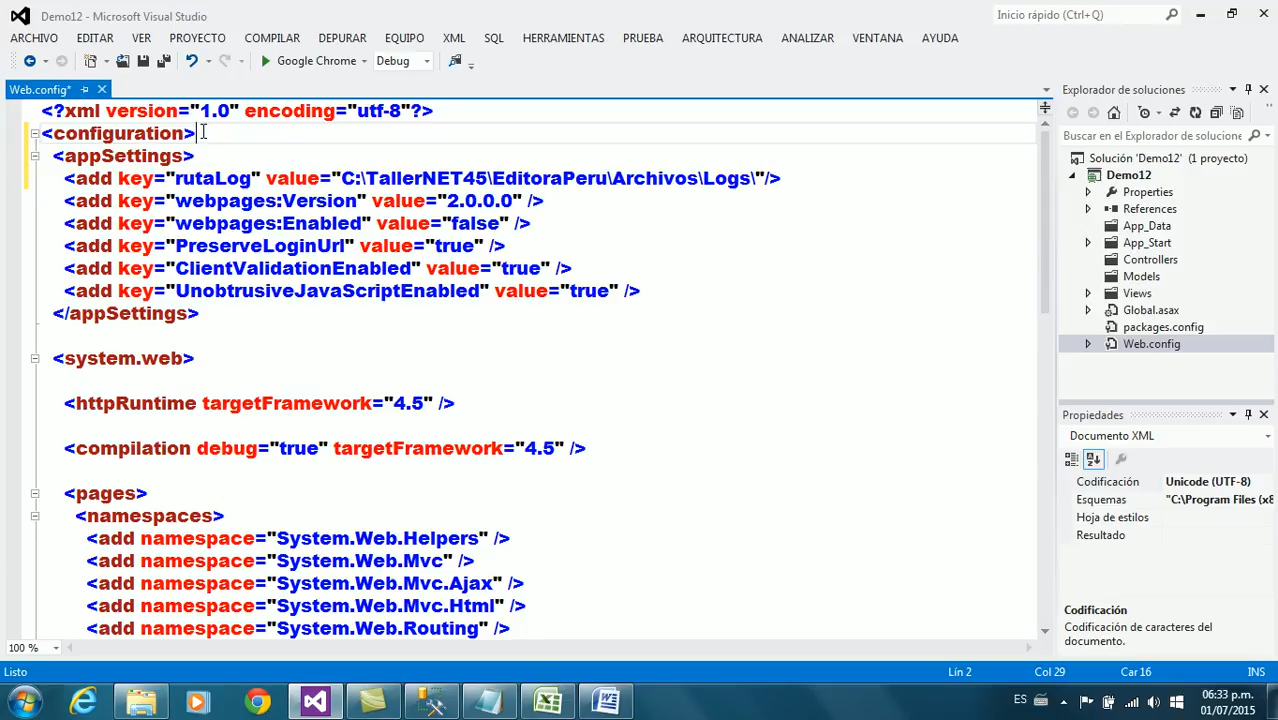 Demo12 - Microsoft Visual Studio
Inicio rápido (Ctrl+Q)
ARCHIVO EDITAR VER PROYECTO COMPILAR DEPURAR EQUIPO XML SQL HERRAMIENTAS PRUEBA ARQUITECTURA ANALIZAR VENTANA AYUDA
Google Chrome Debug
Web.config*
<?xml version="1.0" encoding="utf-8"?>
<configuration>
<appSettings>
<add key="rutaLog" value="C:\TallerNET45\EditoraPeru\Archivos\Logs\"/>
<add key="webpages:Version" value="2.0.0.0" />
<add key="webpages:Enabled" value="false" />
<add key="PreserveLoginUrl" value="true" />
<add key="ClientValidationEnabled" value="true" />
<add key="UnobtrusiveJavaScriptEnabled" value="true" />
</appSettings>
<system.web>
<httpRuntime targetFramework="4.5" />
<compilation debug="true" targetFramework="4.5" />
<pages>
<namespaces>
<add namespace="System.Web.Helpers" />
<add namespace="System.Web.Mvc" />
<add namespace="System.Web.Mvc.Ajax" />
<add namespace="System.Web.Mvc.Html" />
<add namespace="System.Web.Routing" />
100 %
Explorador de soluciones
Buscar en el Explorador de solucione
Solución 'Demo12' (1 proyecto)
Demo12
Properties
References
App_Data
App_Start
Controllers
Models
Views
Global.asax
packages.config
Web.config
Propiedades
Documento XML
Codificación Unicode (UTF-8)
Esquemas "C:\Program Files (x8
Hoja de estilos
Resultado
Codificación
Codificación de caracteres del
documento.
Listo Lín 2 Col 29 Car 16 INS
ES 06:33 p.m.
01/07/2015